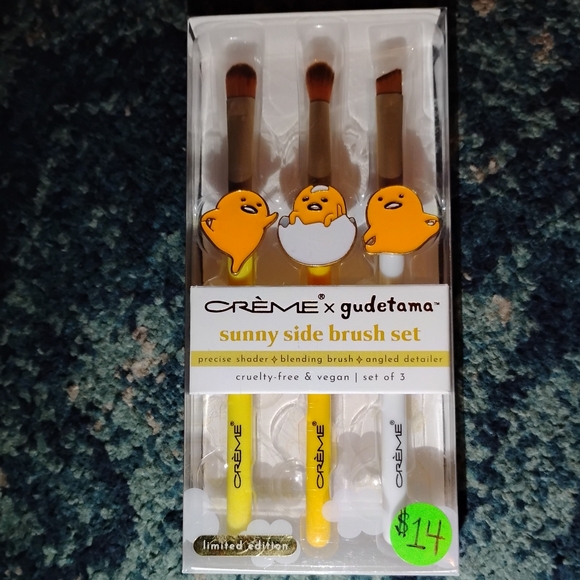 CRÈME® x gudetama™
sunny side brush set
precise shader ✧ blending brush ✧ angled detailer
cruelty-free & vegan | set of 3
CRÈME®
CRÈME®
CRÈME®
limited edition
$14